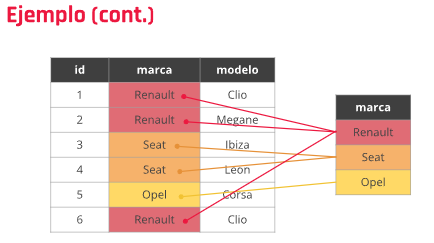 Ejemplo (cont.)
id marca modelo
1 Renault Clio
2 Renault Megane
3 Seat Ibiza
4 Seat Leon
5 Opel Corsa
6 Renault Clio
marca
Renault
Seat
Opel